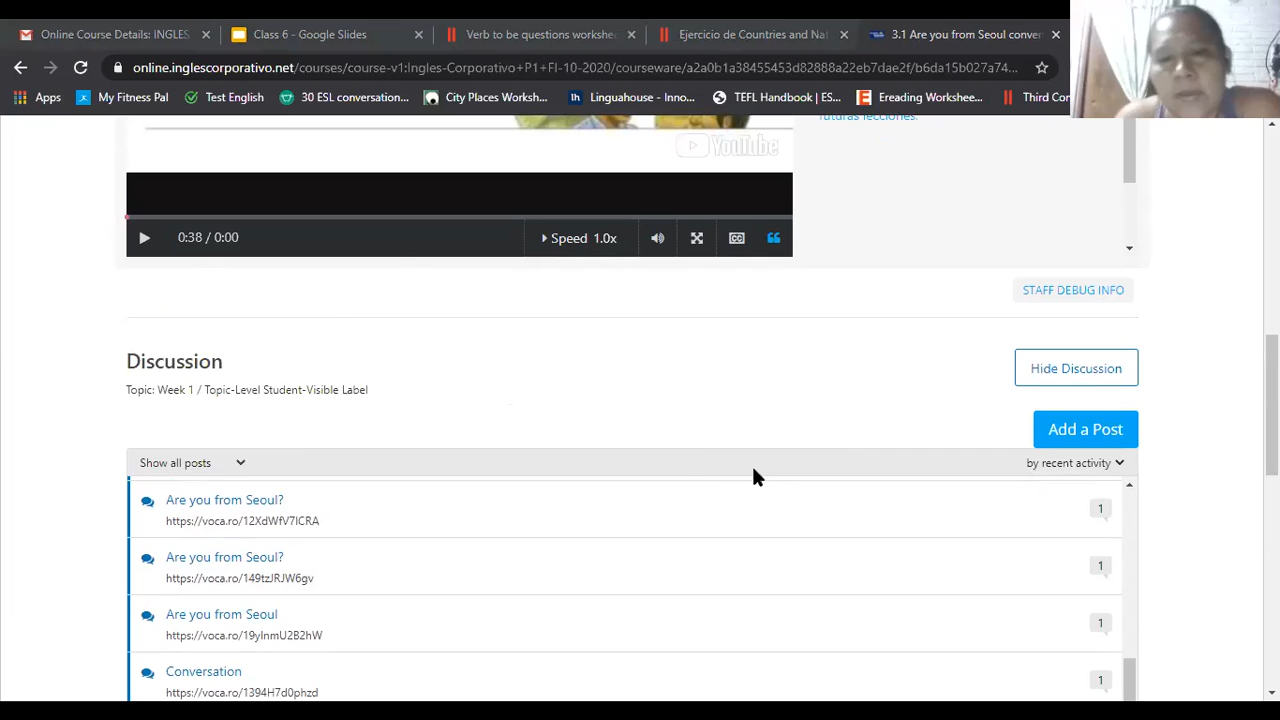 Online Course Details: INGLES
Class 6 - Google Slides
Verb to be questions workshe
Ejercicio de Countries and Nat
3.1 Are you from Seoul conver
online.inglescorporativo.net/courses/course-v1:Ingles-Corporativo+P1+FI-10-2020/courseware/a2a0b1a38455453d82888a22eb7dae2f/b6da15b027a74...
Apps
My Fitness Pal
Test English
30 ESL conversation...
City Places Worksh...
Linguahouse - Inno...
TEFL Handbook | ES...
Ereading Workshee...
Third Con
futuras lecciones.
YouTube
0:38 / 0:00
Speed 1.0x
CC
STAFF DEBUG INFO
Discussion
Hide Discussion
Topic: Week 1 / Topic-Level Student-Visible Label
Add a Post
Show all posts
by recent activity
Are you from Seoul?
https://voca.ro/12XdWfV7ICRA
1
Are you from Seoul?
https://voca.ro/149tzJRJW6gv
1
Are you from Seoul
https://voca.ro/19yInmU2B2hW
1
Conversation
https://voca.ro/1394H7d0phzd
1